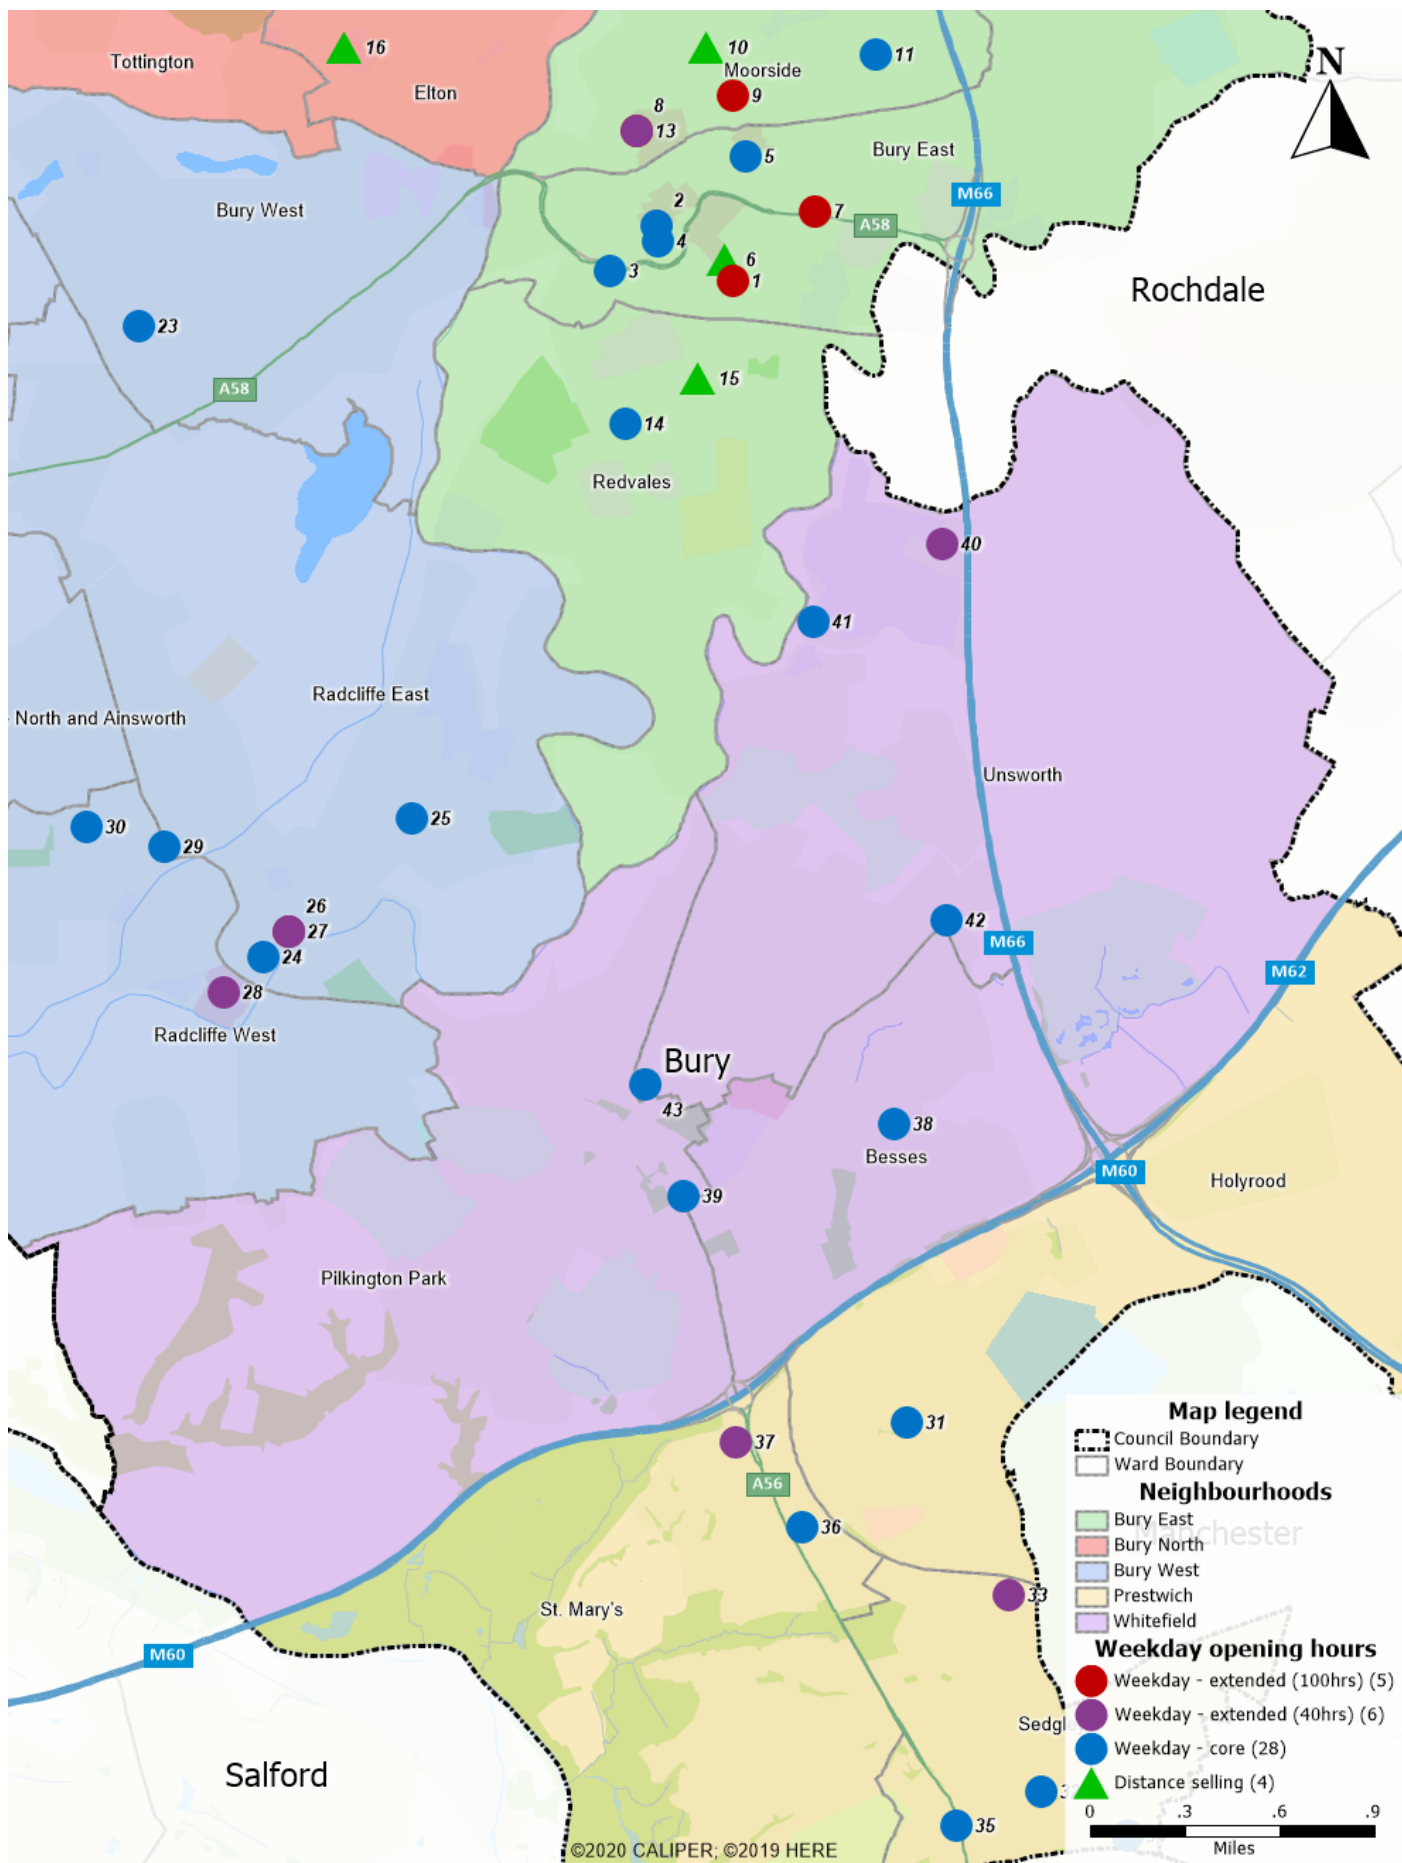 16
10
11
Tottington
Moorside
N
Elton
9
8
13
5
Bury East
M66
Bury West
2
7
A58
4
6
3
1
Rochdale
23
A58
15
14
Redvales
40
41
Radcliffe East
North and Ainsworth
Unsworth
25
30
29
26
27
42
24
M66
M62
28
Radcliffe West
Bury
43
38
Besses
M60
39
Holyrood
Pilkington Park
31
37
A56
36
33
St. Mary's
M60
Sedgl
Salford
35
©2020 CALIPER; ©2019 HERE
Map legend
Council Boundary
Ward Boundary
Neighbourhoods
Bury East
Manchester
Bury North
Bury West
Prestwich
Whitefield
Weekday opening hours
Weekday - extended (100hrs) (5)
Weekday - extended (40hrs) (6)
Weekday - core (28)
Distance selling (4)
0 .3 .6 .9
Miles